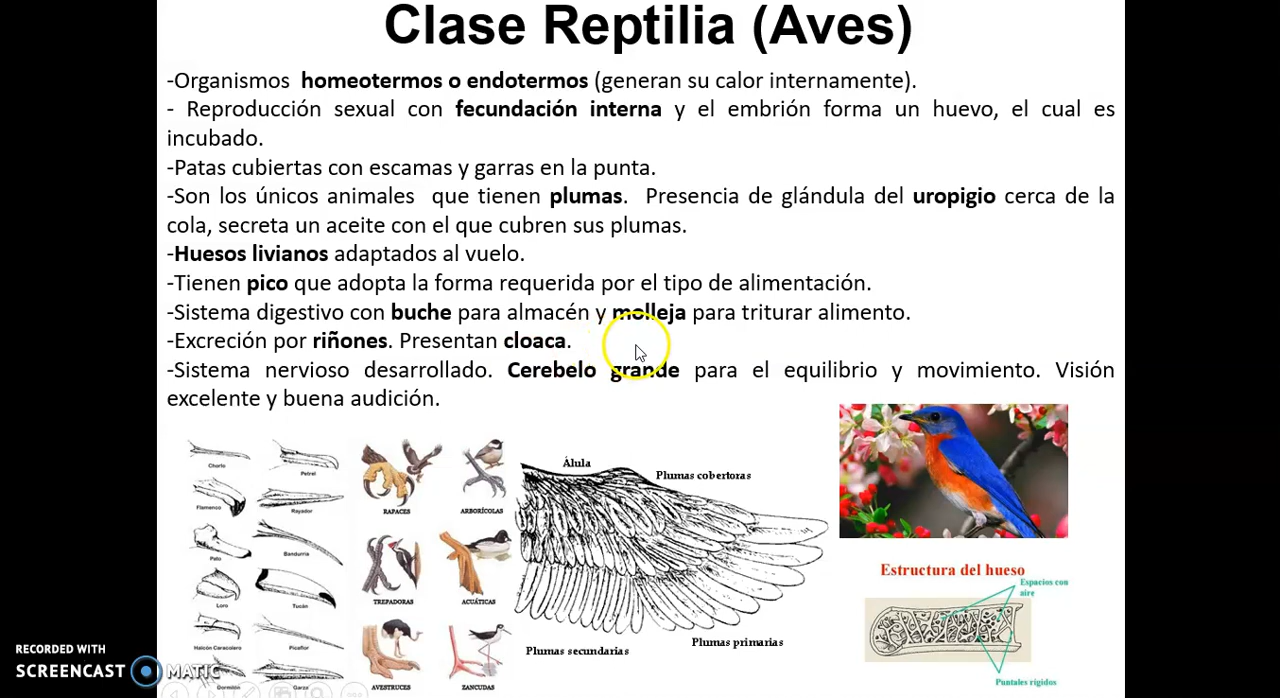 Clase Reptilia (Aves)
-Organismos homeotermos o endotermos (generan su calor internamente).
- Reproducción sexual con fecundación interna y el embrión forma un huevo, el cual es
incubado.
-Patas cubiertas con escamas y garras en la punta.
-Son los únicos animales que tienen plumas. Presencia de glándula del uropigio cerca de la
cola, secreta un aceite con el que cubren sus plumas.
-Huesos livianos adaptados al vuelo.
-Tienen pico que adopta la forma requerida por el tipo de alimentación.
-Sistema digestivo con buche para almacén y molleja para triturar alimento.
-Excreción por riñones. Presentan cloaca.
-Sistema nervioso desarrollado. Cerebelo grande para el equilibrio y movimiento. Visión
excelente y buena audición.
Chorlo
Petrel
Flamenco
Rayador
Pato
Bandurria
Loro
Tucán
Halcón Caracolero
Picaflor
Dormilón
Garza
RAPACES
ARBORÍCOLAS
TREPADORAS
ACUÁTICAS
AVESTRUCES
ZANCUDAS
Álula
Plumas cobertoras
Plumas primarias
Plumas secundarias
Estructura del hueso
Espacios con
aire
Puntales rígidos
RECORDED WITH
SCREENCAST MATIC